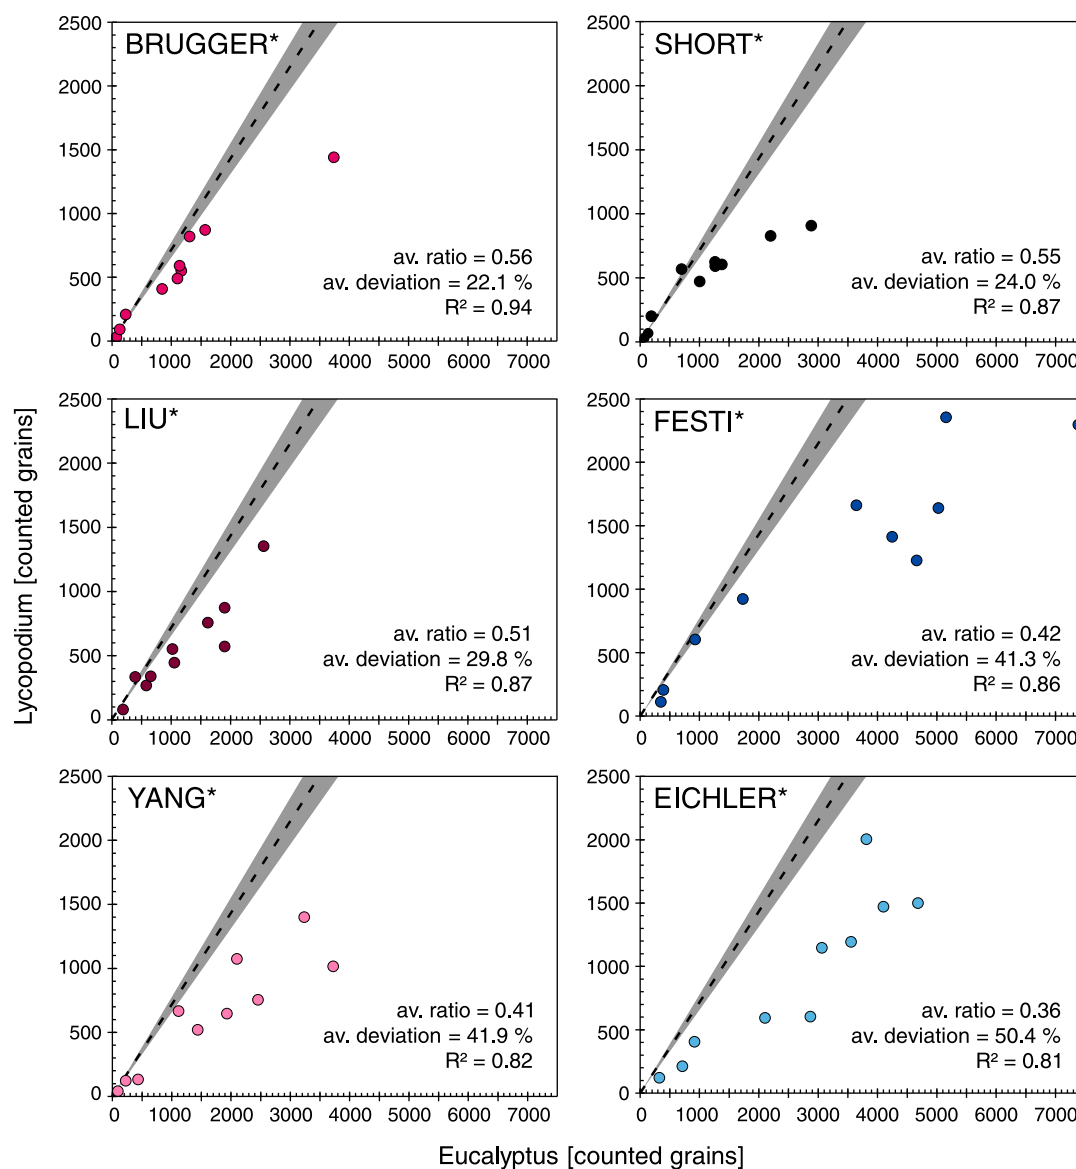 BRUGGER*
2500
2000
1500
1000
500
0
av. ratio = 0.56
av. deviation = 22.1 %
R² = 0.94
0 1000 2000 3000 4000 5000 6000 7000
SHORT*
2500
2000
1500
1000
500
0
av. ratio = 0.55
av. deviation = 24.0 %
R² = 0.87
0 1000 2000 3000 4000 5000 6000 7000
Lycopodium [counted grains]
LIU*
2500
2000
1500
1000
500
0
av. ratio = 0.51
av. deviation = 29.8 %
R² = 0.87
0 1000 2000 3000 4000 5000 6000 7000
FESTI*
2500
2000
1500
1000
500
0
av. ratio = 0.42
av. deviation = 41.3 %
R² = 0.86
0 1000 2000 3000 4000 5000 6000 7000
YANG*
2500
2000
1500
1000
500
0
av. ratio = 0.41
av. deviation = 41.9 %
R² = 0.82
0 1000 2000 3000 4000 5000 6000 7000
EICHLER*
2500
2000
1500
1000
500
0
av. ratio = 0.36
av. deviation = 50.4 %
R² = 0.81
0 1000 2000 3000 4000 5000 6000 7000
Eucalyptus [counted grains]